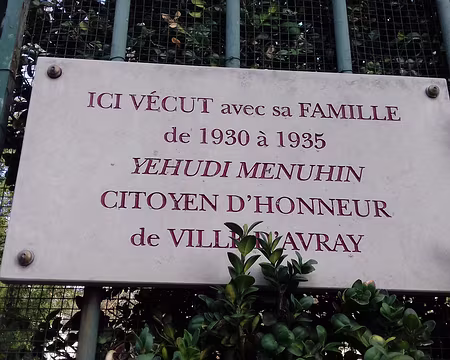 ICI VÉCUT avec sa FAMILLE
de 1930 à 1935
YEHUDI MENUHIN
CITOYEN D'HONNEUR
de VILLE D'AVRAY